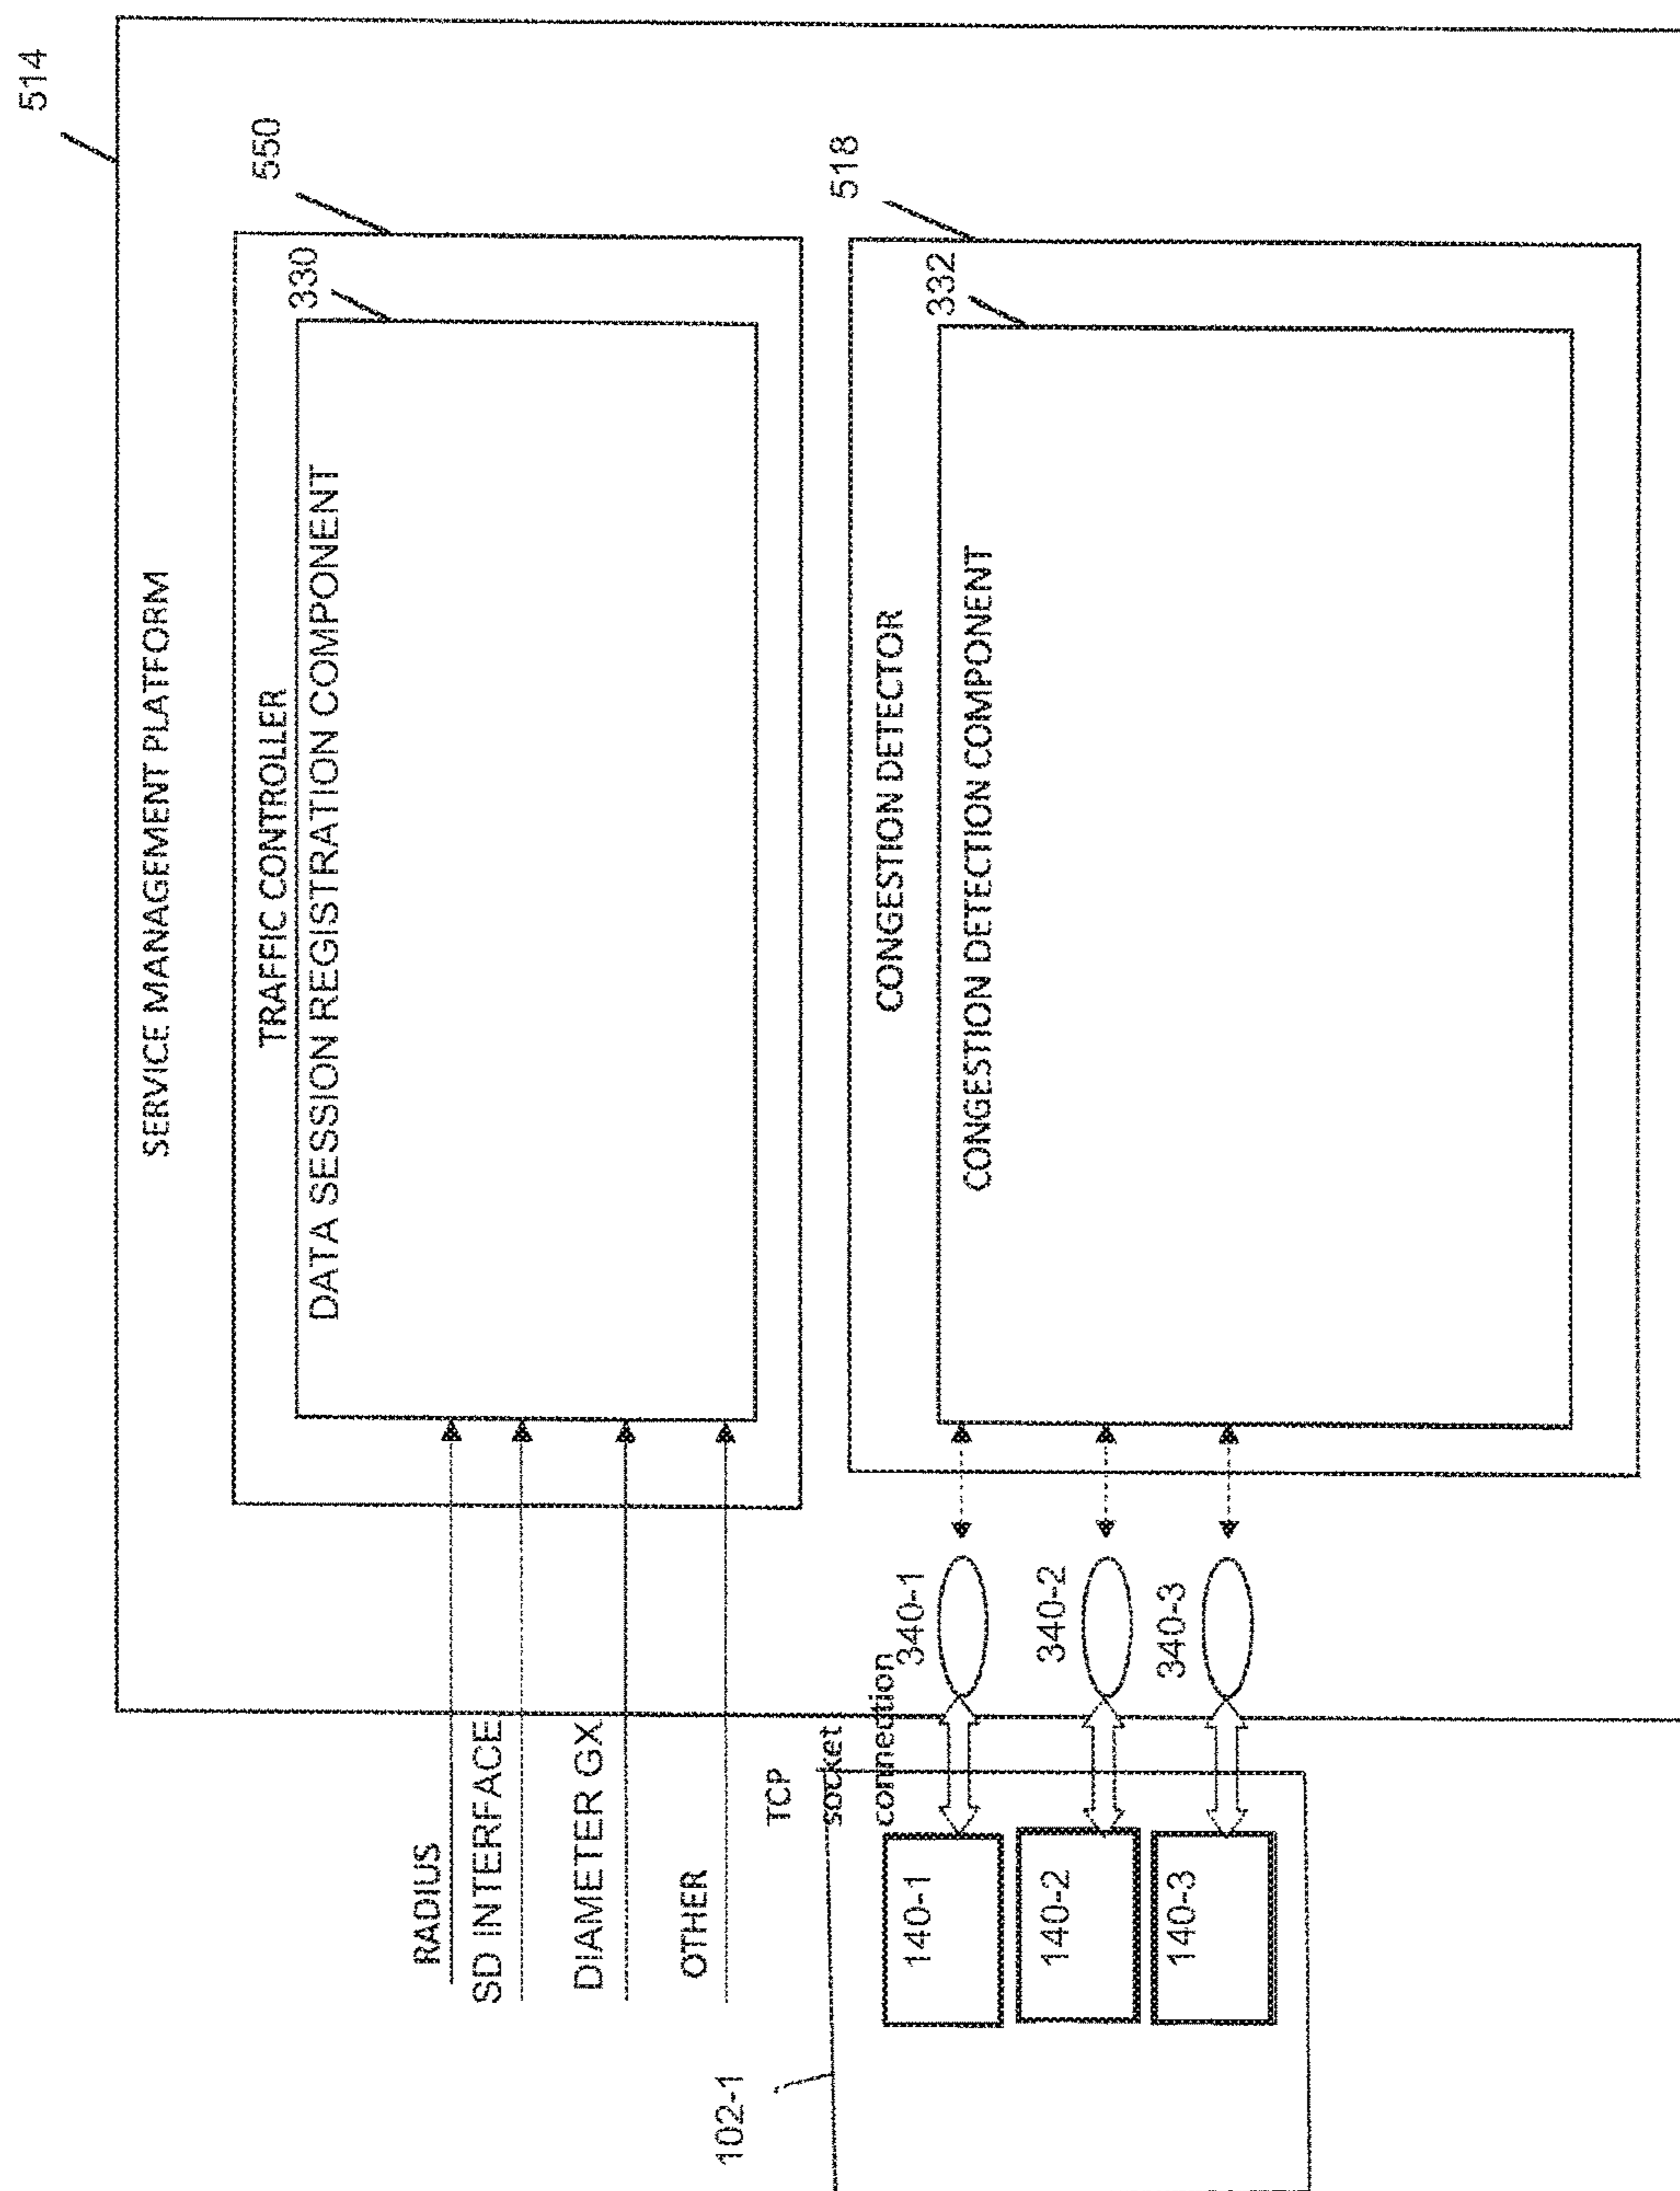 514
SERVICE MANAGEMENT PLATFORM
550
TRAFFIC CONTROLLER
330
DATA SESSION REGISTRATION COMPONENT
RADIUS
SD INTERFACE
DIAMETER GX
OTHER
518
CONGESTION DETECTOR
332
CONGESTION DETECTION COMPONENT
TCP
socket
connection
340-1
340-2
340-3
102-1
140-1
140-2
140-3